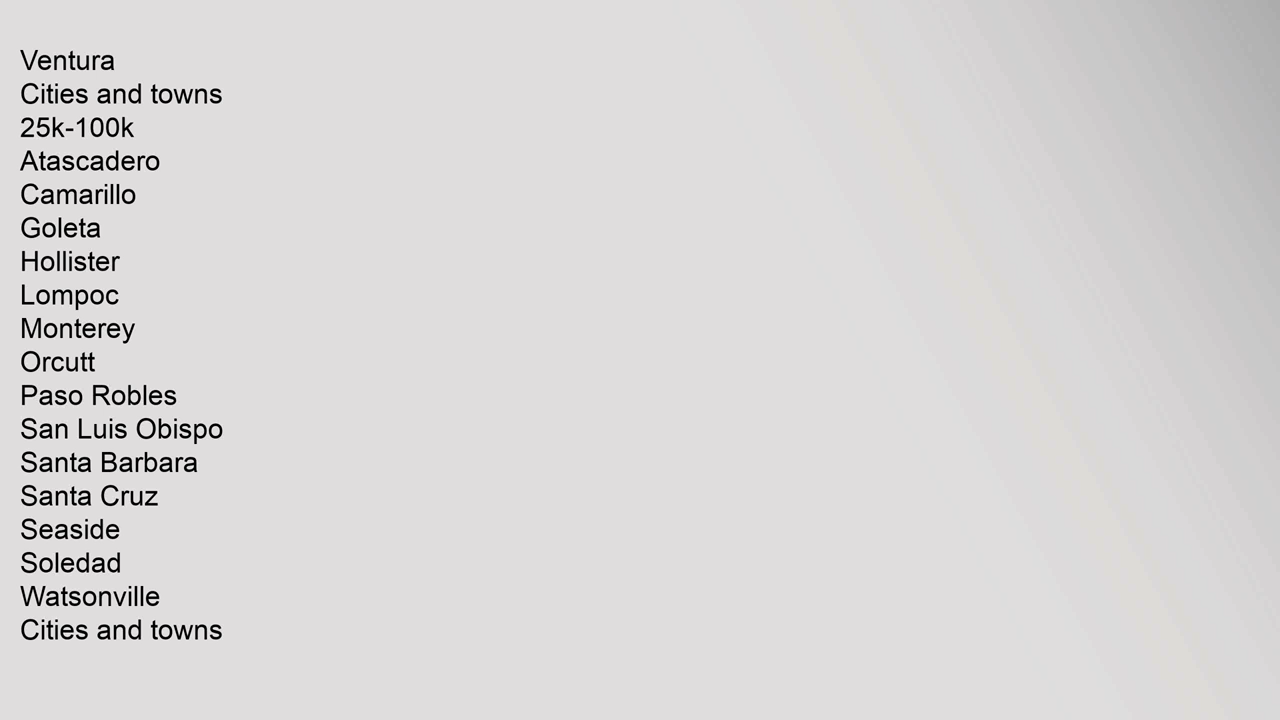 Ventura
Cities and towns
25k-100k
Atascadero
Camarillo
Goleta
Hollister
Lompoc
Monterey
Orcutt
Paso Robles
San Luis Obispo
Santa Barbara
Santa Cruz
Seaside
Soledad
Watsonville
Cities and towns